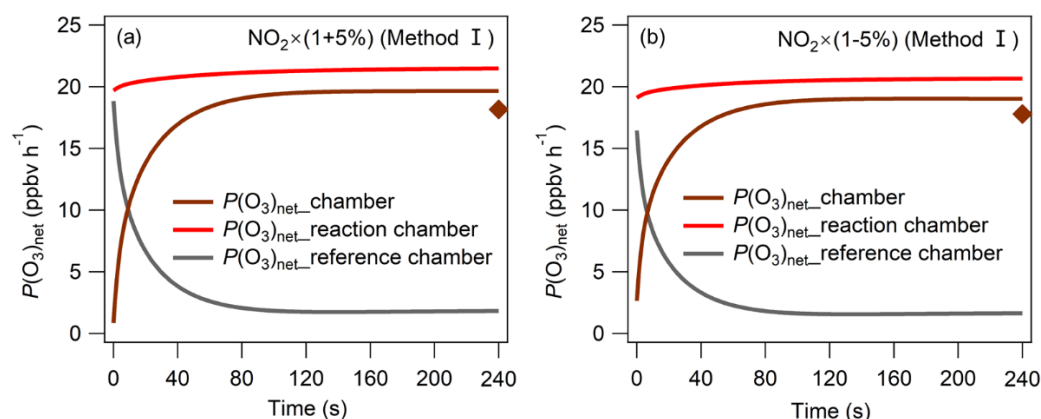 (a) NO₂×(1+5%) (Method Ⅰ)
25
20
15
10
5
0
P(O₃)net (ppbv h⁻¹)
P(O₃)net_chamber
P(O₃)net_reaction chamber
P(O₃)net_reference chamber
0 40 80 120 160 200 240
Time (s)
(b) NO₂×(1-5%) (Method Ⅰ)
25
20
15
10
5
0
P(O₃)net (ppbv h⁻¹)
P(O₃)net_chamber
P(O₃)net_reaction chamber
P(O₃)net_reference chamber
0 40 80 120 160 200 240
Time (s)